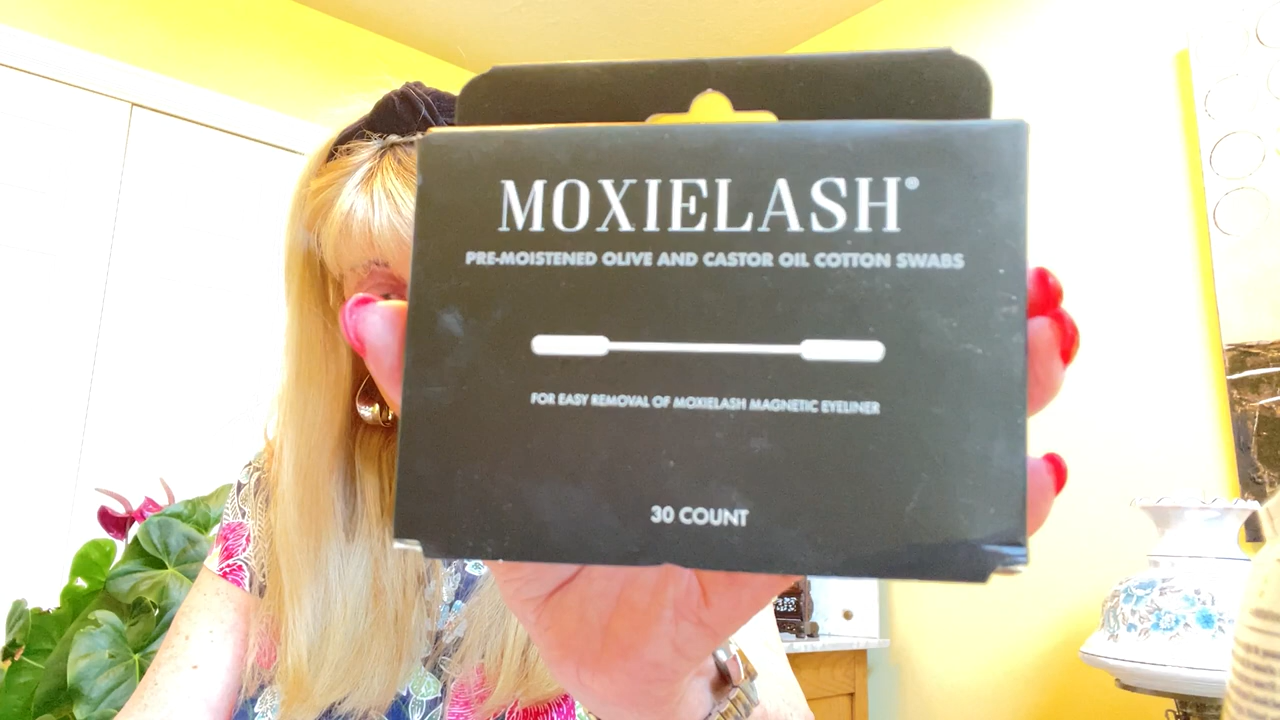 MOXIELASH®
PRE-MOISTENED OLIVE AND CASTOR OIL COTTON SWABS
FOR EASY REMOVAL OF MOXIELASH MAGNETIC EYELINER
30 COUNT